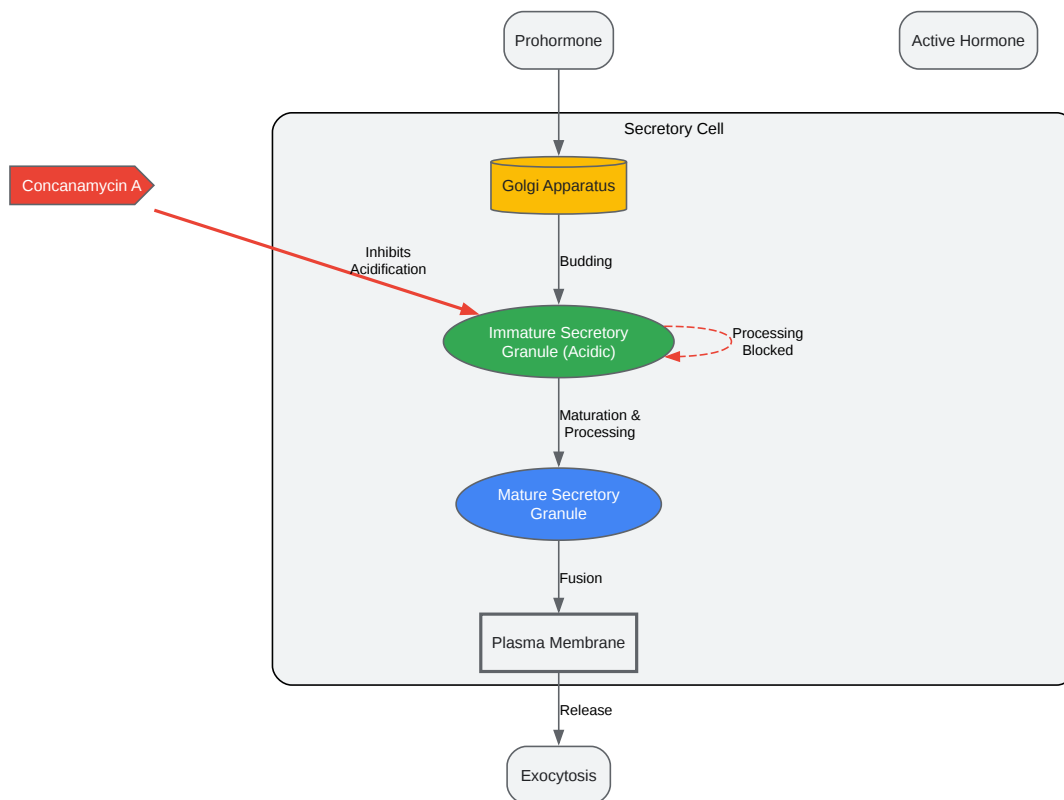 Prohormone
Active Hormone
Secretory Cell
Concanamycin A
Golgi Apparatus
Inhibits
Acidification
Budding
Immature Secretory
Granule (Acidic)
Processing
Blocked
Maturation &
Processing
Mature Secretory
Granule
Fusion
Plasma Membrane
Release
Exocytosis